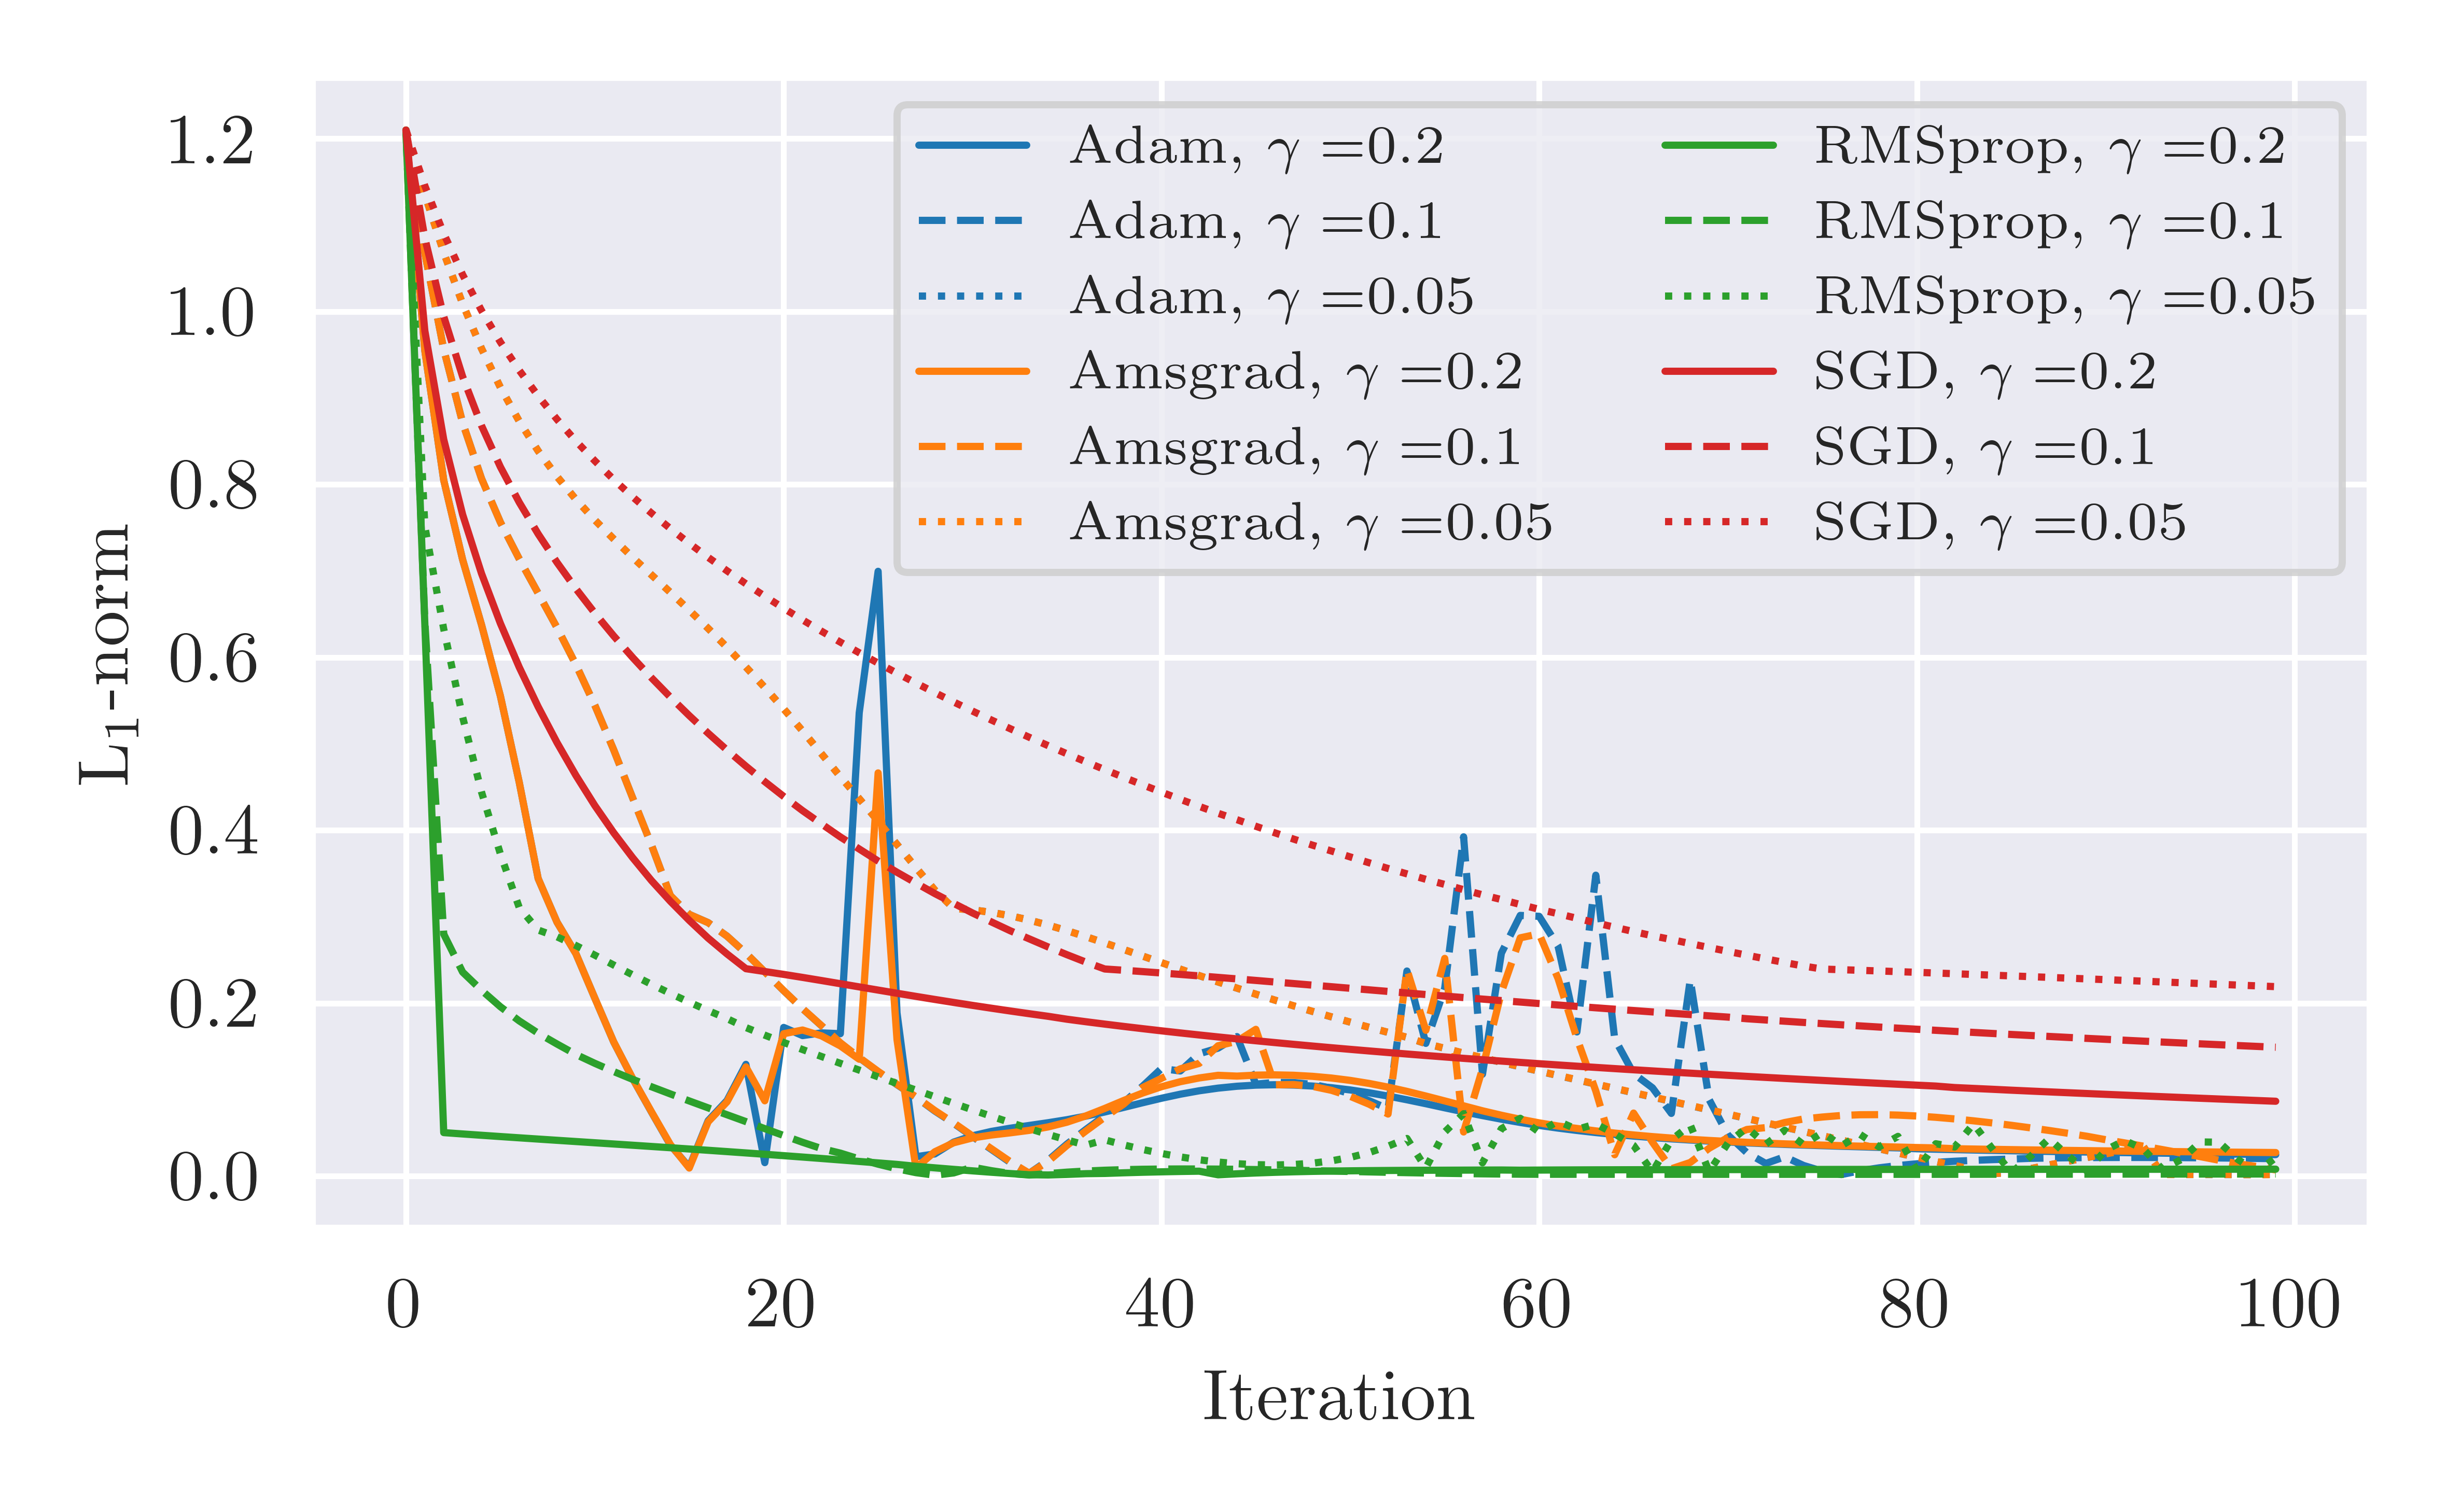 L₁-norm
1.2
1.0
0.8
0.6
0.4
0.2
0.0
Adam, γ =0.2
Adam, γ =0.1
Adam, γ =0.05
Amsgrad, γ =0.2
Amsgrad, γ =0.1
Amsgrad, γ =0.05
RMSprop, γ =0.2
RMSprop, γ =0.1
RMSprop, γ =0.05
SGD, γ =0.2
SGD, γ =0.1
SGD, γ =0.05
0 20 40 60 80 100
Iteration